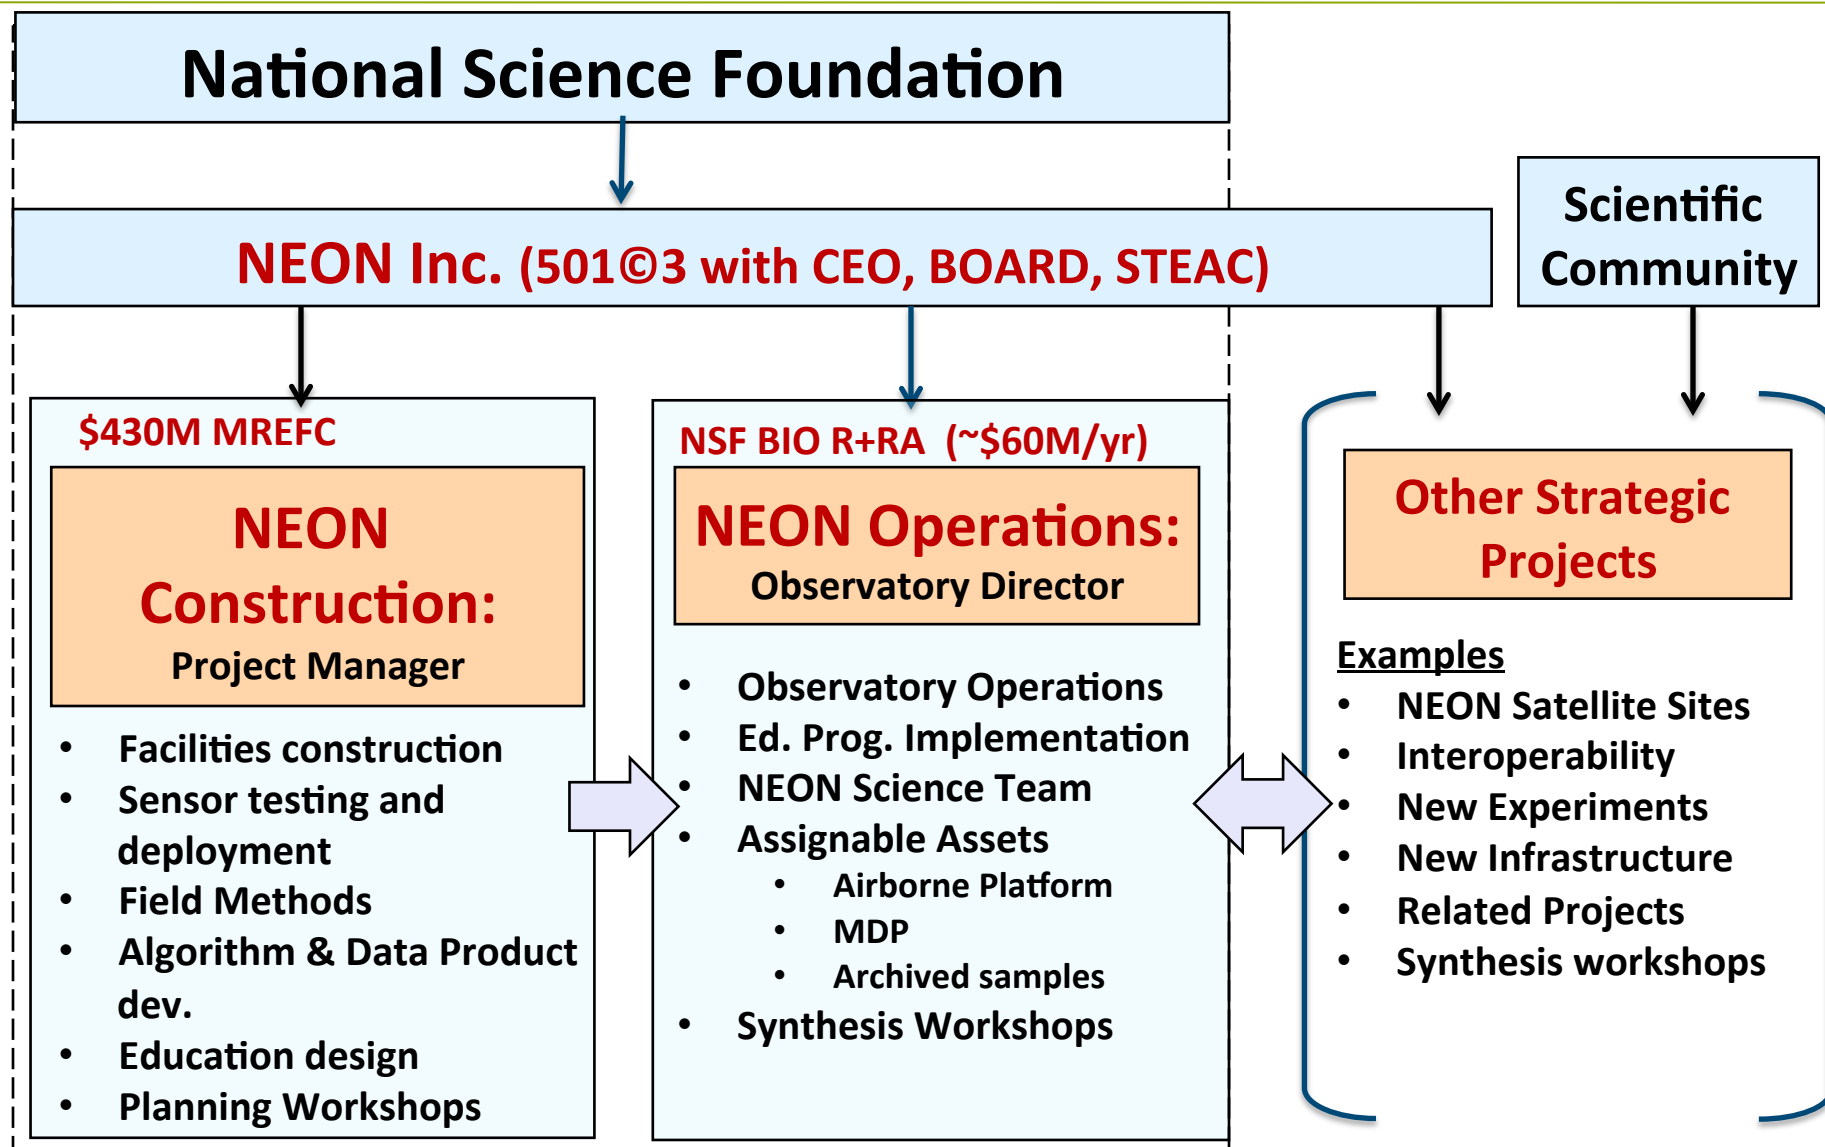 National Science Foundation
NEON Inc. (501©3 with CEO, BOARD, STEAC)
Scientific
Community
$430M MREFC
NEON
Construction:
Project Manager
• Facilities construction
• Sensor testing and
deployment
• Field Methods
• Algorithm & Data Product
dev.
• Education design
• Planning Workshops
NSF BIO R+RA (~$60M/yr)
NEON Operations:
Observatory Director
• Observatory Operations
• Ed. Prog. Implementation
• NEON Science Team
• Assignable Assets
• Airborne Platform
• MDP
• Archived samples
• Synthesis Workshops
Other Strategic
Projects
Examples
• NEON Satellite Sites
• Interoperability
• New Experiments
• New Infrastructure
• Related Projects
• Synthesis workshops